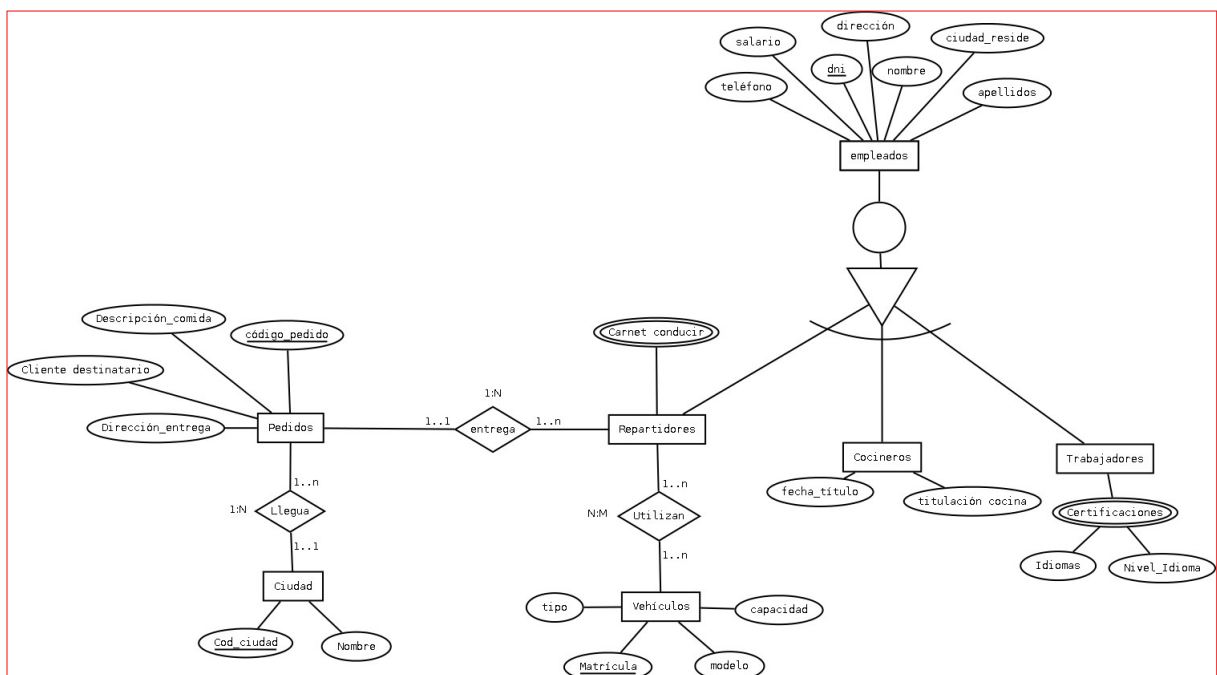 dirección
salario
ciudad_reside
dni
nombre
teléfono
apellidos
empleados
Descripción_comida
código_pedido
Carnet conducir
Cliente destinatario
1:N
Dirección_entrega
Pedidos
1..1
entrega
1..n
Repartidores
Cocineros
Trabajadores
1..n
1..n
fecha_título
titulación cocina
1:N
Llegua
N:M
Utilizan
Certificaciones
1..1
1..n
Idiomas
Nivel_Idioma
Ciudad
tipo
Vehículos
capacidad
Cod_ciudad
Nombre
Matrícula
modelo